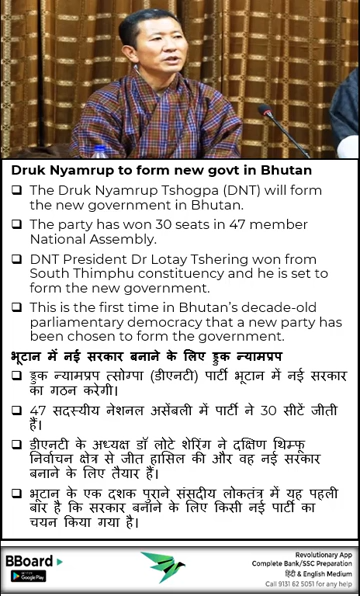 Druk Nyamrup to form new govt in Bhutan
❑ The Druk Nyamrup Tshogpa (DNT) will form
the new government in Bhutan.
❑ The party has won 30 seats in 47 member
National Assembly.
❑ DNT President Dr Lotay Tshering won from
South Thimphu constituency and he is set to
form the new government.
❑ This is the first time in Bhutan's decade-old
parliamentary democracy that a new party has
been chosen to form the government.
भूटान में नई सरकार बनाने के लिए ड्रुक न्यामप्रप
❑ ड्रुक न्यामप्रप त्सोग्पा (डीएनटी) पार्टी भूटान में नई सरकार
का गठन करेगी।
❑ 47 सदस्यीय नेशनल असेंबली में पार्टी ने 30 सीटें जीती
हैं।
❑ डीएनटी के अध्यक्ष डॉ लोटे शेरिंग ने दक्षिण थिम्फू
निर्वाचन क्षेत्र से जीत हासिल की और वह नई सरकार
बनाने के लिए तैयार हैं।
❑ भूटान के एक दशक पुराने संसदीय लोकतंत्र में यह पहली
बार है कि सरकार बनाने के लिए किसी नई पार्टी का
चयन किया गया है।
BBoard
Google Play
Revolutionary App
Complete Bank/SSC Preparation
हिंदी & English Medium
Call 9131 62 5051 for any help